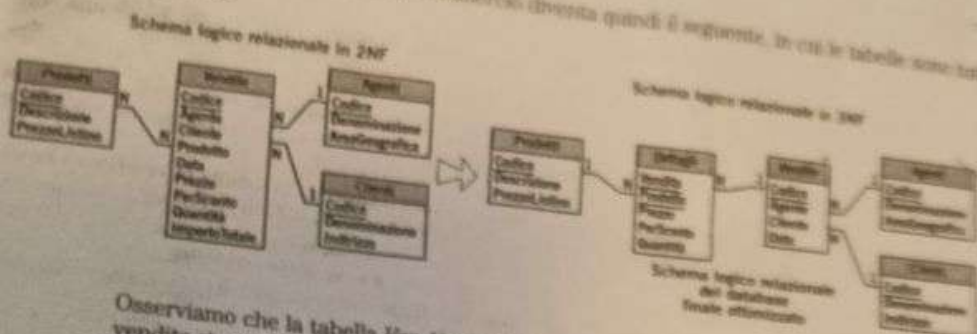 diventa quindi il seguente, in cui le tabelle sono
Schema logico relazionale in 2NF
Prodotti
Codice
Descrizione
PrezzoListino
Vendite
Codice
Agente
Cliente
Prodotto
Data
Prezzo
PercSconto
Quantità
ImportoTotale
Agenti
Codice
Denominazione
AreaGeografica
Clienti
Codice
Denominazione
Indirizzo
N
N
N
1
N
1
Schema logico relazionale in 3NF
Prodotti
Codice
Descrizione
PrezzoListino
Dettagli
Vendita
Prodotto
Prezzo
PercSconto
Quantità
Vendite
Codice
Agente
Cliente
Data
Agenti
Codice
Denominazione
AreaGeografica
Clienti
Codice
Denominazione
Indirizzo
Schema logico relazionale
del database
finale ottimizzato
Osserviamo che la tabella